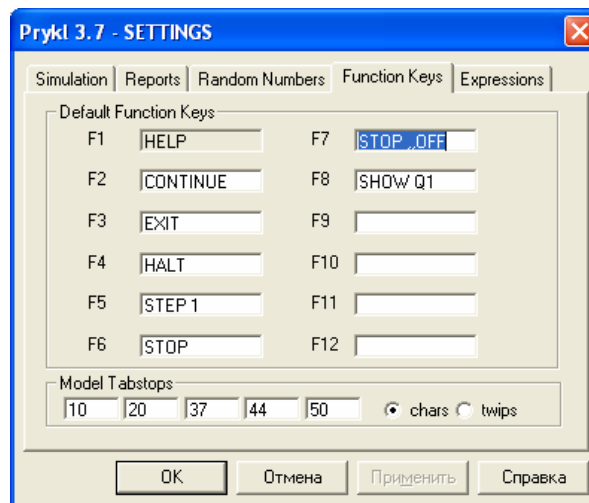 Prykl 3.7 - SETTINGS
Simulation Reports Random Numbers Function Keys Expressions
Default Function Keys
F1 HELP F7 STOP ,,OFF
F2 CONTINUE F8 SHOW Q1
F3 EXIT F9
F4 HALT F10
F5 STEP 1 F11
F6 STOP F12
Model Tabstops
10 20 37 44 50 chars twips
OK Отмена Применить Справка